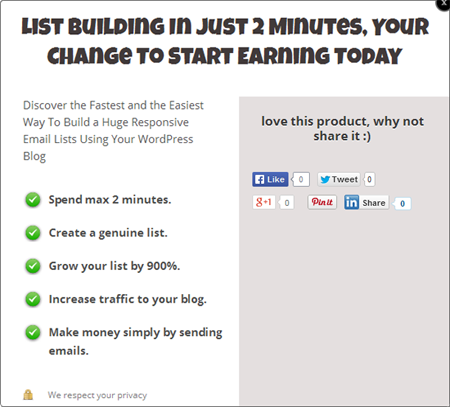 List Building in Just 2 Minutes, Your
Change to Start Earning Today
Discover the Fastest and the Easiest
Way To Build a Huge Responsive
Email Lists Using Your WordPress
Blog
Spend max 2 minutes.
Create a genuine list.
Grow your list by 900%.
Increase traffic to your blog.
Make money simply by sending
emails.
We respect your privacy
love this product, why not
share it :)
Like 0 Tweet 0
g+1 0 Pin it in Share 0
x